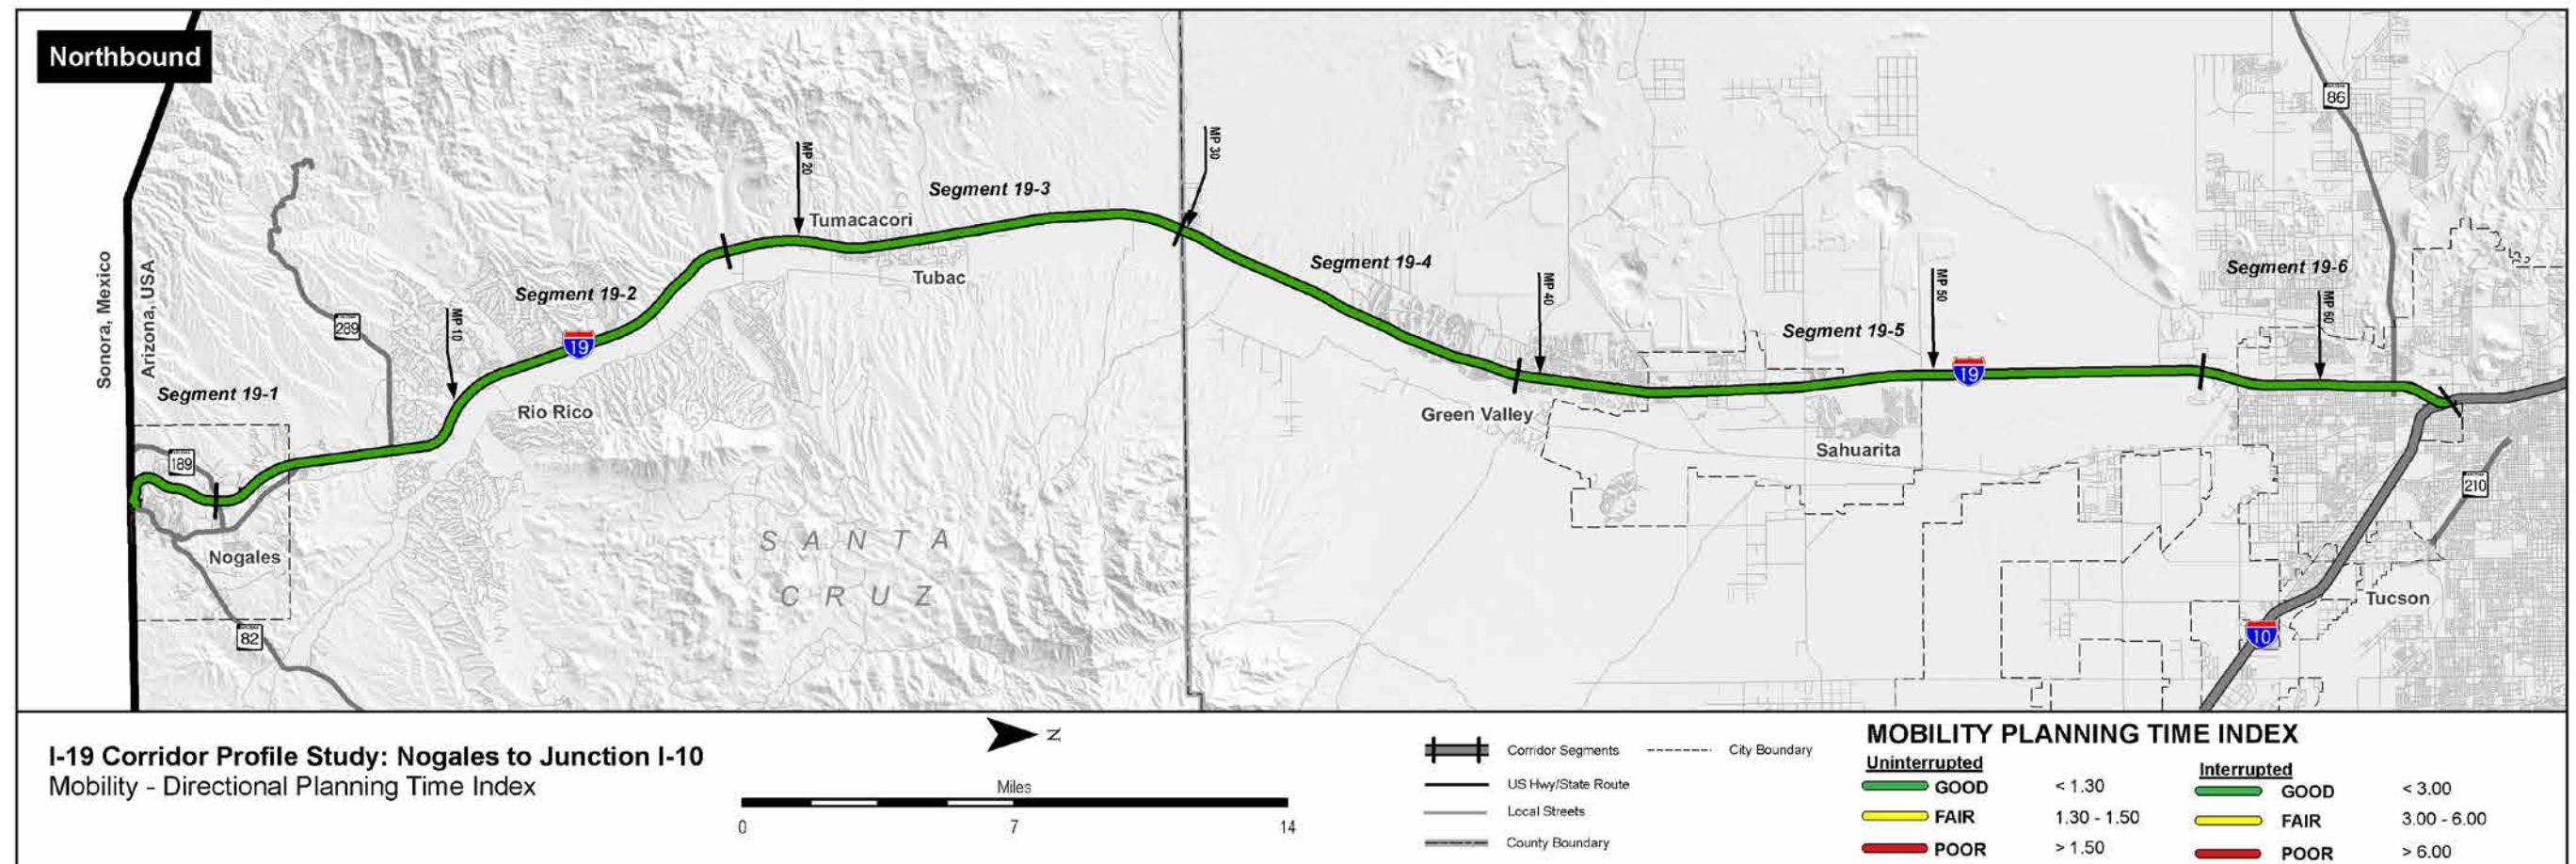 Northbound
86
MP 30
MP 20
Segment 19-3
Tumacacori
Sonora, Mexico
Arizona, USA
Segment 19-4
Segment 19-6
Tubac
MP 40
MP 50
MP 60
Segment 19-2
MP 10
289
19
Segment 19-5
19
Segment 19-1
Rio Rico
Green Valley
Sahuarita
189
210
Nogales
SANTA
CRUZ
Tucson
82
10
I-19 Corridor Profile Study: Nogales to Junction I-10
Mobility - Directional Planning Time Index
N
Miles
0 7 14
Corridor Segments
City Boundary
US Hwy/State Route
Local Streets
County Boundary
MOBILITY PLANNING TIME INDEX
Uninterrupted
GOOD < 1.30
FAIR 1.30 - 1.50
POOR > 1.50
Interrupted
GOOD < 3.00
FAIR 3.00 - 6.00
POOR > 6.00